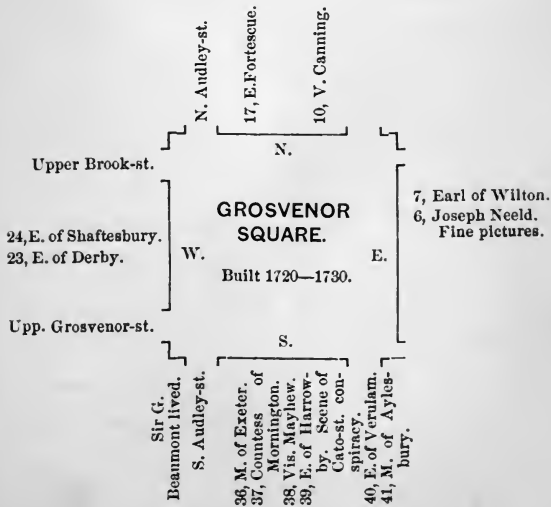 N. Audley-st.
17, E.Fortescue.
10, V. Canning.
N.
Upper Brook-st.
7, Earl of Wilton.
6, Joseph Neeld.
Fine pictures.
GROSVENOR
SQUARE.
24, E. of Shaftesbury.
23, E. of Derby.
W.
E.
Built 1720—1730.
Upp. Grosvenor-st.
S.
Sir G.
Beaumont lived.
S. Audley-st.
36, M. of Exeter.
37, Countess of
Mornington.
38, Vis. Mayhew.
39, E. of Harrow-
by. Scene of
Cato-st. con-
spiracy.
40, E. of Verulam.
41, M. of Ayles-
bury.